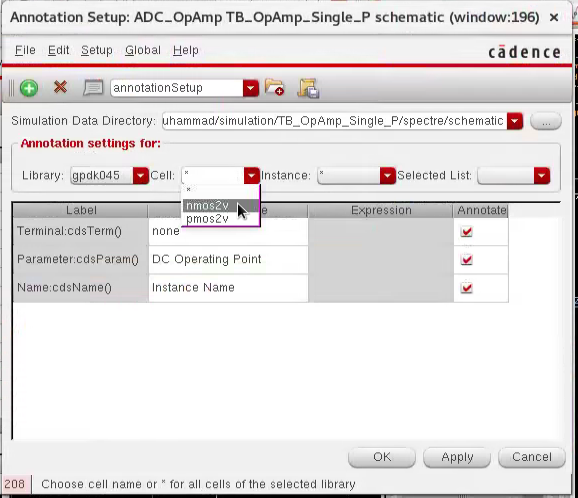 Annotation Setup: ADC_OpAmp TB_OpAmp_Single_P schematic (window:196)
File Edit Setup Global Help
cādence
annotationSetup
Simulation Data Directory: uhammad/simulation/TB_OpAmp_Single_P/spectre/schematic ...
Annotation settings for:
Library: gpdk045 Cell: * Instance: * Selected List:
*
nmos2v
pmos2v
Label Expression Annotate
Terminal:cdsTerm() none
Parameter:cdsParam() DC Operating Point
Name:cdsName() Instance Name
OK Apply Cancel
208 Choose cell name or * for all cells of the selected library